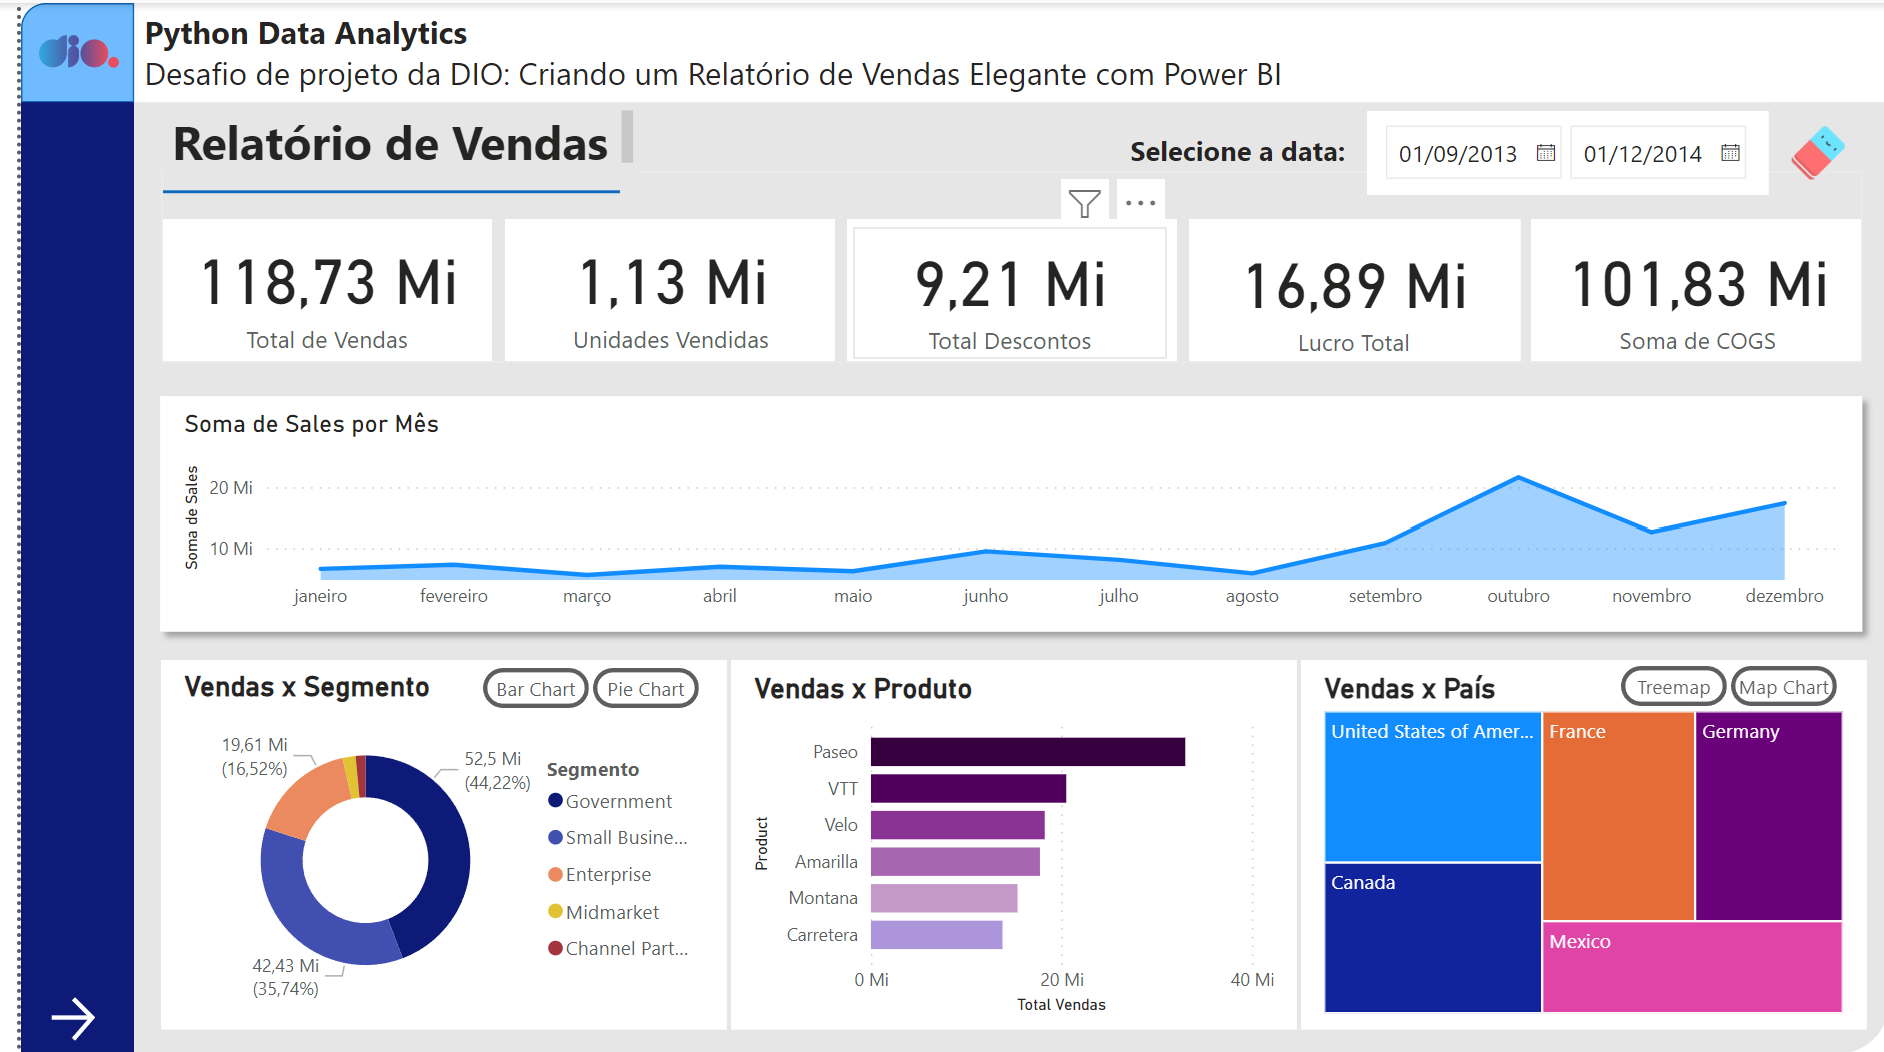 dio.
Python Data Analytics
Desafio de projeto da DIO: Criando um Relatório de Vendas Elegante com Power BI
Relatório de Vendas
Selecione a data:
01/09/2013
01/12/2014
118,73 Mi
Total de Vendas
1,13 Mi
Unidades Vendidas
9,21 Mi
Total Descontos
16,89 Mi
Lucro Total
101,83 Mi
Soma de COGS
Soma de Sales por Mês
Soma de Sales
20 Mi
10 Mi
janeiro fevereiro março abril maio junho julho agosto setembro outubro novembro dezembro
Vendas x Segmento
Bar Chart
Pie Chart
19,61 Mi
(16,52%)
52,5 Mi
(44,22%)
42,43 Mi
(35,74%)
Segmento
Government
Small Busine...
Enterprise
Midmarket
Channel Part...
Vendas x Produto
Product
Paseo
VTT
Velo
Amarilla
Montana
Carretera
0 Mi 20 Mi 40 Mi
Total Vendas
Vendas x País
Treemap
Map Chart
United States of Amer...
France
Germany
Canada
Mexico